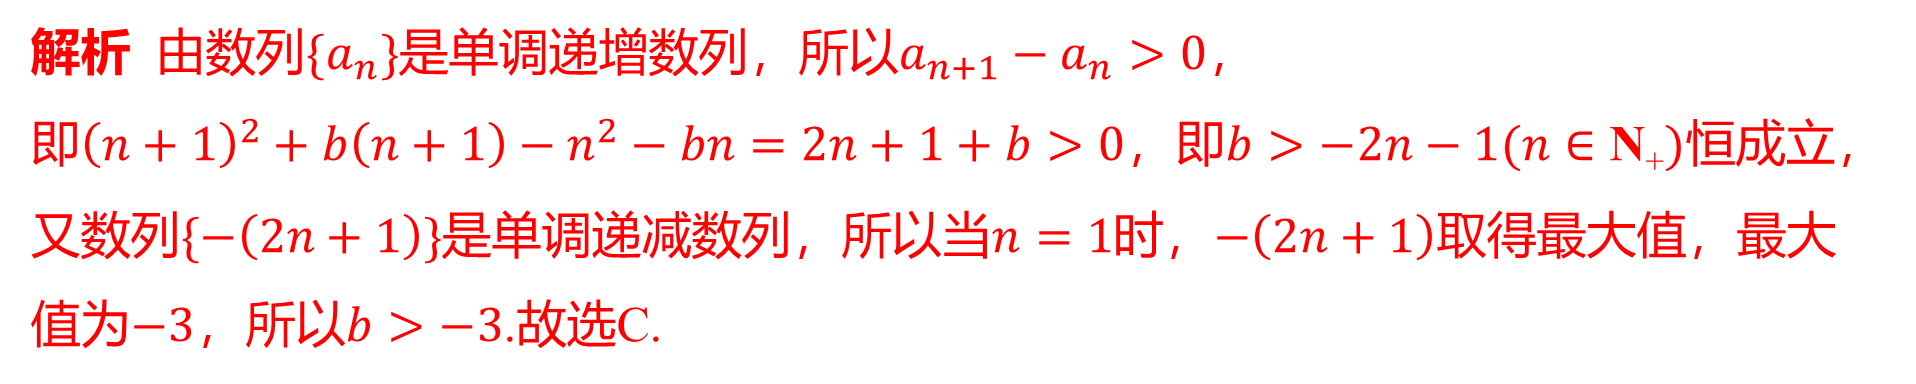 解析 由数列{aₙ}是单调递增数列，所以aₙ₊₁ − aₙ > 0，
即(n + 1)² + b(n + 1) − n² − bn = 2n + 1 + b > 0，即b > −2n − 1(n ∈ N₊)恒成立，
又数列{−(2n + 1)}是单调递减数列，所以当n = 1时，−(2n + 1)取得最大值，最大
值为−3，所以b > −3.故选C.